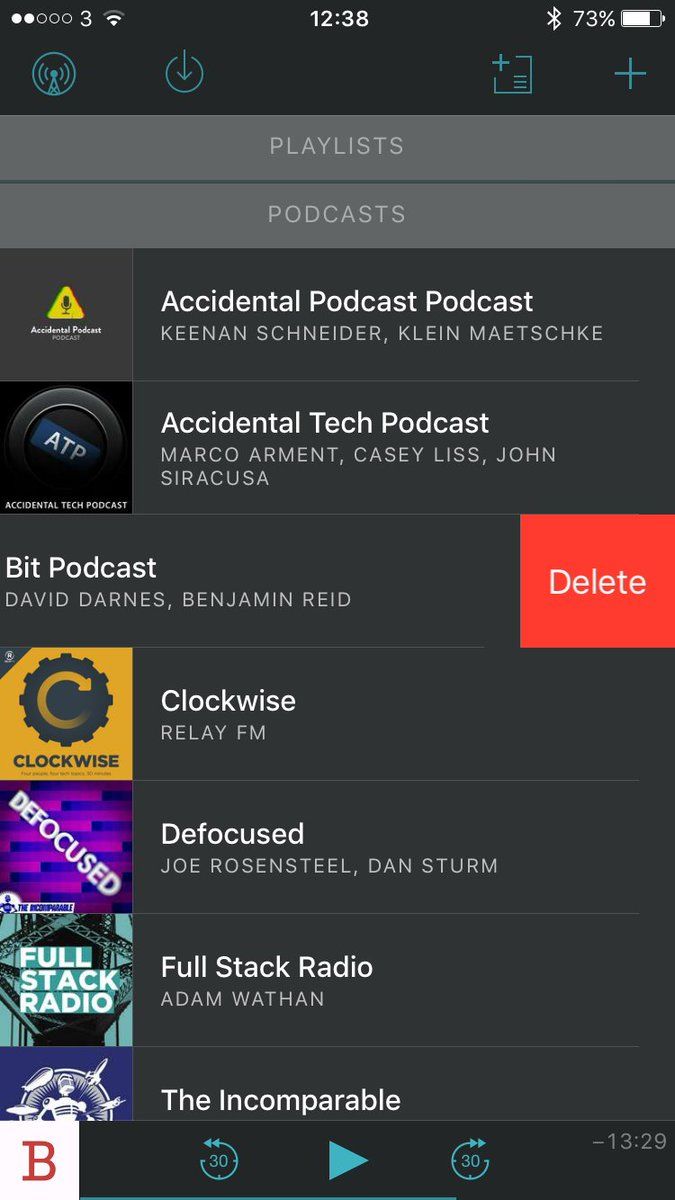 3 12:38 73%
PLAYLISTS
PODCASTS
Accidental Podcast
PODCAST
Accidental Podcast Podcast
KEENAN SCHNEIDER, KLEIN MAETSCHKE
ATP
ACCIDENTAL TECH PODCAST
Accidental Tech Podcast
MARCO ARMENT, CASEY LISS, JOHN
SIRACUSA
Bit Podcast
DAVID DARNES, BENJAMIN REID
Delete
CLOCKWISE
Four people, four tech topics, 30 minutes
Clockwise
RELAY FM
DEFOCUSED
THE INCOMPARABLE
Defocused
JOE ROSENSTEEL, DAN STURM
FULL
STACK
RADIO
Full Stack Radio
ADAM WATHAN
The Incomparable
B
30
30
−13:29